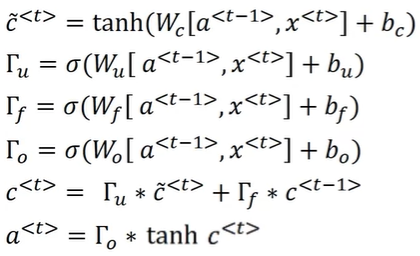 c̃^{<t>} = tanh(W_c[a^{<t−1>}, x^{<t>}] + b_c)
Γ_u = σ(W_u[ a^{<t−1>}, x^{<t>}] + b_u)
Γ_f = σ(W_f[ a^{<t−1>}, x^{<t>}] + b_f)
Γ_o = σ(W_o[ a^{<t−1>}, x^{<t>}] + b_o)
c^{<t>} = Γ_u * c̃^{<t>} + Γ_f * c^{<t−1>}
a^{<t>} = Γ_o * tanh c^{<t>}